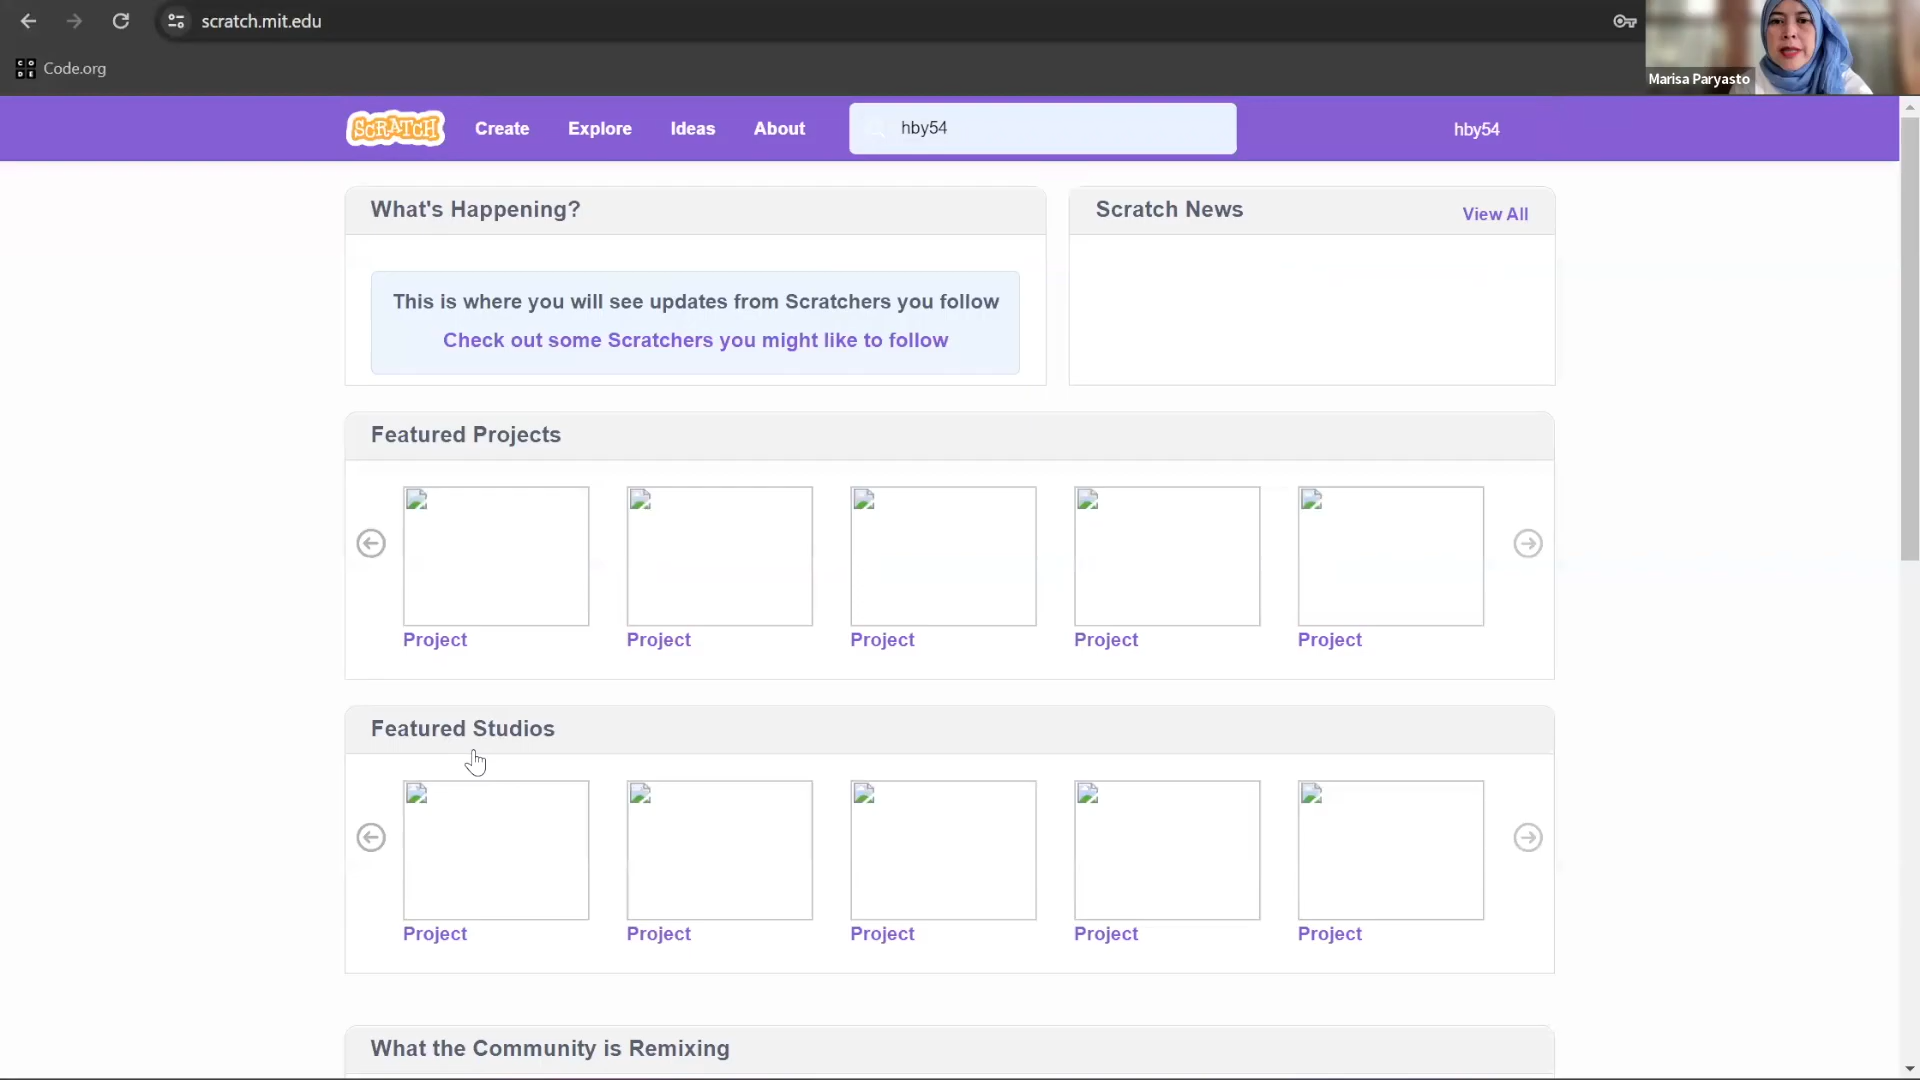 scratch.mit.edu
Code.org
Marisa Paryasto
SCRATCH Create Explore Ideas About hby54 hby54
What's Happening?
Scratch News View All
This is where you will see updates from Scratchers you follow
Check out some Scratchers you might like to follow
Featured Projects
Project Project Project Project Project
Featured Studios
Project Project Project Project Project
What the Community is Remixing